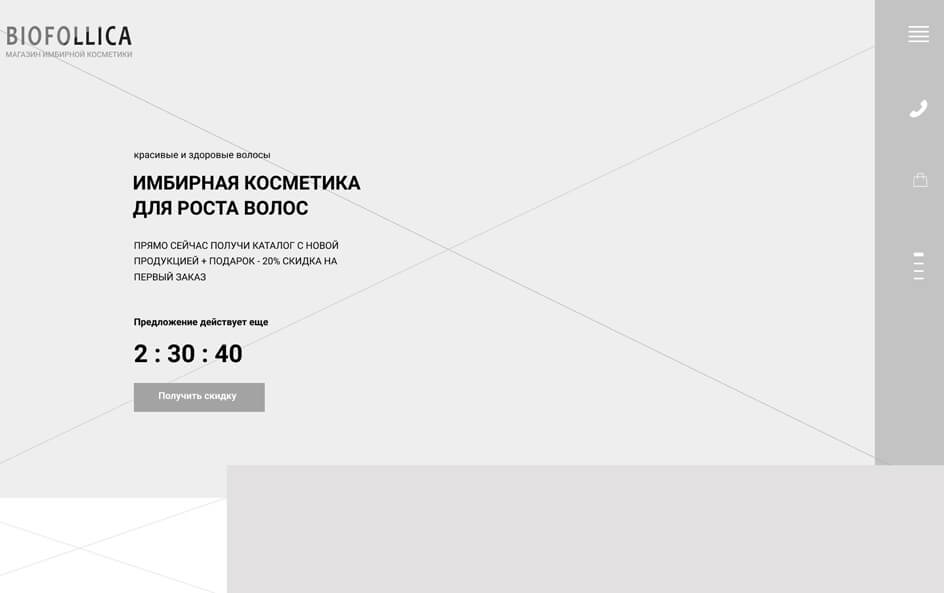 BIOFOLLICA
МАГАЗИН ИМБИРНОЙ КОСМЕТИКИ
красивые и здоровые волосы
ИМБИРНАЯ КОСМЕТИКА
ДЛЯ РОСТА ВОЛОС
ПРЯМО СЕЙЧАС ПОЛУЧИ КАТАЛОГ С НОВОЙ
ПРОДУКЦИЕЙ + ПОДАРОК - 20% СКИДКА НА
ПЕРВЫЙ ЗАКАЗ
Предложение действует еще
2 : 30 : 40
Получить скидку